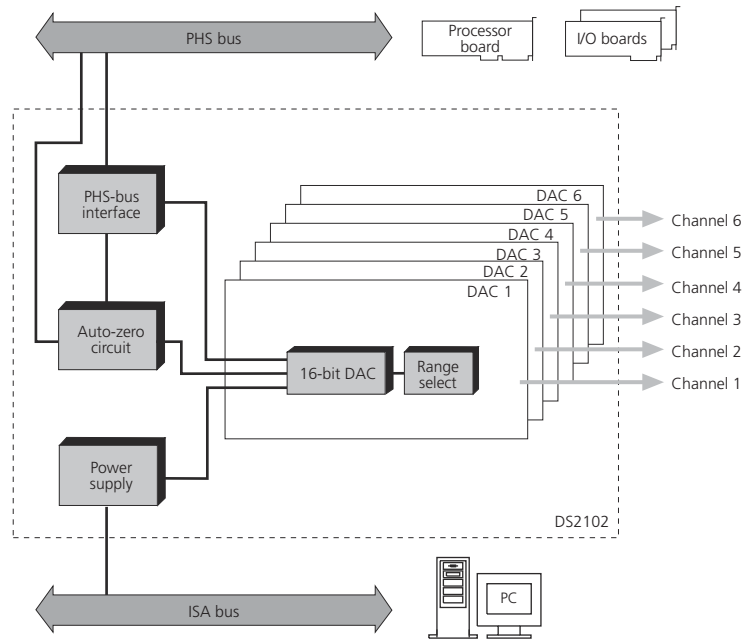 PHS bus
Processor
board
I/O boards
PHS-bus
interface
DAC 6
DAC 5
DAC 4
DAC 3
DAC 2
DAC 1
Channel 6
Channel 5
Channel 4
Channel 3
Channel 2
Channel 1
Auto-zero
circuit
16-bit DAC
Range
select
Power
supply
DS2102
ISA bus
PC